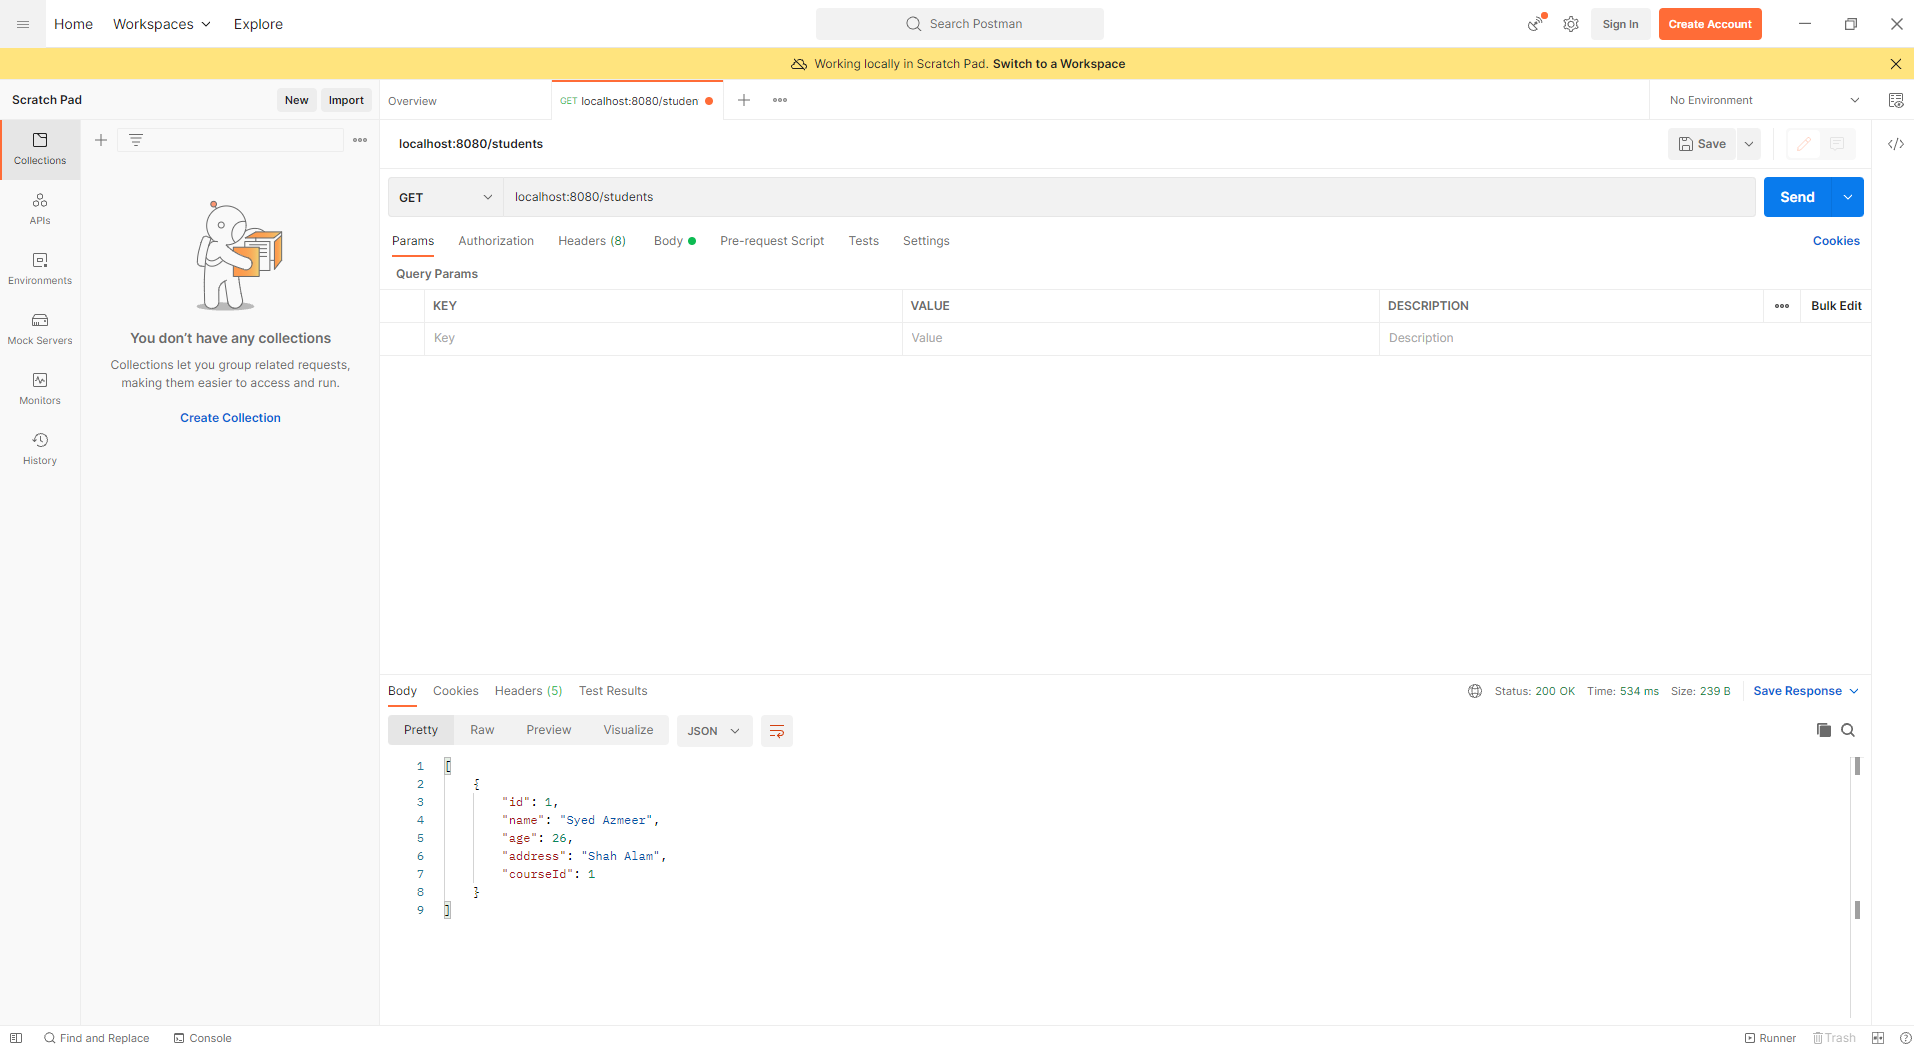 Home Workspaces Explore Search Postman Sign In Create Account
Working locally in Scratch Pad. Switch to a Workspace
Scratch Pad New Import Overview GET localhost:8080/studen No Environment
Collections
APIs
Environments
Mock Servers
Monitors
History
You don’t have any collections
Collections let you group related requests,
making them easier to access and run.
Create Collection
localhost:8080/students Save
GET localhost:8080/students Send
Params Authorization Headers (8) Body Pre-request Script Tests Settings Cookies
Query Params
KEY VALUE DESCRIPTION Bulk Edit
Key Value Description
Body Cookies Headers (5) Test Results Status: 200 OK Time: 534 ms Size: 239 B Save Response
Pretty Raw Preview Visualize JSON
1 [
2 {
3 "id": 1,
4 "name": "Syed Azmeer",
5 "age": 26,
6 "address": "Shah Alam",
7 "courseId": 1
8 }
9 ]
Find and Replace Console Runner Trash